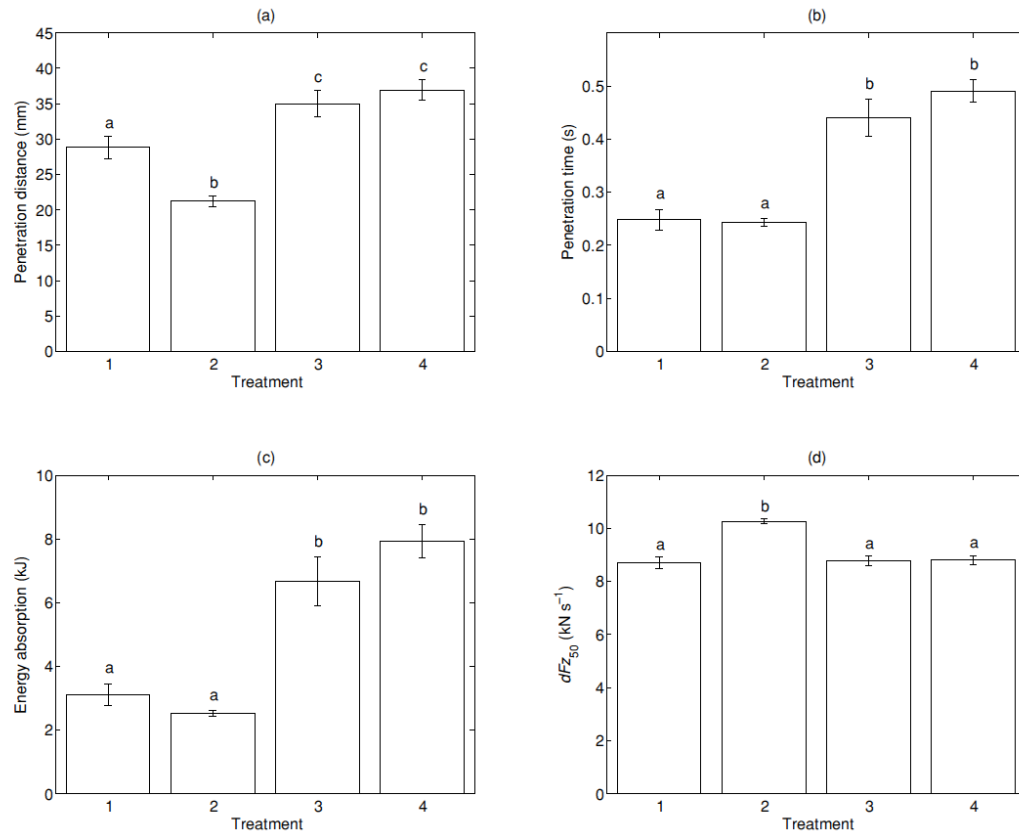 (a)
45
40
35
30
25
20
15
10
5
0
Penetration distance (mm)
a
b
c
c
1 2 3 4
Treatment
(b)
0.5
0.4
0.3
0.2
0.1
0
Penetration time (s)
a
a
b
b
1 2 3 4
Treatment
(c)
10
8
6
4
2
0
Energy absorption (kJ)
a
a
b
b
1 2 3 4
Treatment
(d)
12
10
8
6
4
2
0
dFz₅₀ (kN s⁻¹)
a
b
a
a
1 2 3 4
Treatment